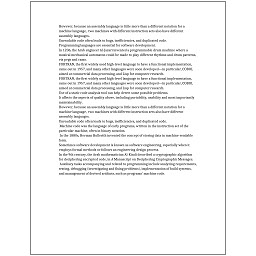 However, because an assembly language is little more than a different notation for a
machine language, two machines with different instruction sets also have different
assembly languages.
Unreadable code often leads to bugs, inefficiencies, and duplicated code.
Programming languages are essential for software development.
In 1206, the Arab engineer Al-Jazari invented a programmable drum machine where a
musical mechanical automaton could be made to play different rhythms and drum patterns,
via pegs and cams.
FORTRAN, the first widely used high-level language to have a functional implementation,
came out in 1957, and many other languages were soon developed—in particular, COBOL
aimed at commercial data processing, and Lisp for computer research.
FORTRAN, the first widely used high-level language to have a functional implementation,
came out in 1957, and many other languages were soon developed—in particular, COBOL
aimed at commercial data processing, and Lisp for computer research.
Use of a static code analysis tool can help detect some possible problems.
It affects the aspects of quality above, including portability, usability and most importantly
maintainability.
However, because an assembly language is little more than a different notation for a
machine language, two machines with different instruction sets also have different
assembly languages.
Unreadable code often leads to bugs, inefficiencies, and duplicated code.
Machine code was the language of early programs, written in the instruction set of the
particular machine, often in binary notation.
In the 1880s, Herman Hollerith invented the concept of storing data in machine-readable
form.
Sometimes software development is known as software engineering, especially when it
employs formal methods or follows an engineering design process.
In the 9th century, the Arab mathematician Al-Kindi described a cryptographic algorithm
for deciphering encrypted code, in A Manuscript on Deciphering Cryptographic Messages.
Auxiliary tasks accompanying and related to programming include analyzing requirements,
testing, debugging (investigating and fixing problems), implementation of build systems,
and management of derived artifacts, such as programs' machine code.